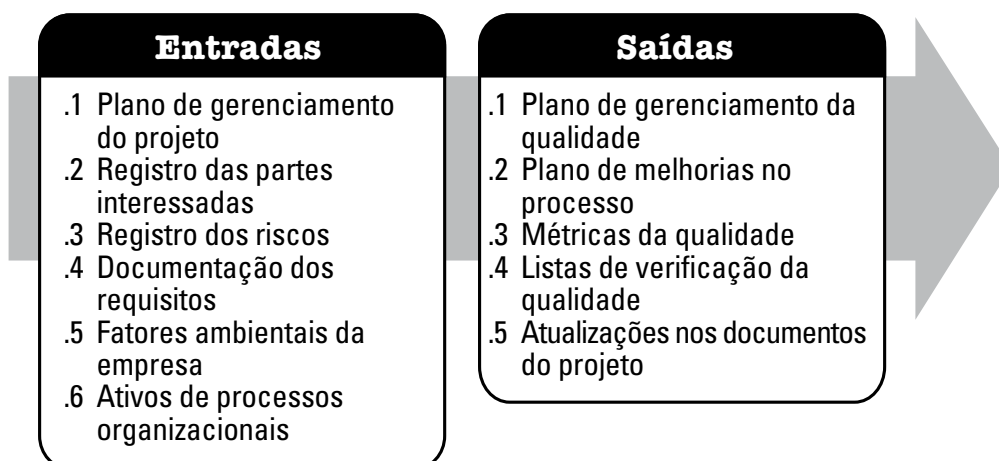 Entradas
.1 Plano de gerenciamento
do projeto
.2 Registro das partes
interessadas
.3 Registro dos riscos
.4 Documentação dos
requisitos
.5 Fatores ambientais da
empresa
.6 Ativos de processos
organizacionais
Saídas
.1 Plano de gerenciamento da
qualidade
.2 Plano de melhorias no
processo
.3 Métricas da qualidade
.4 Listas de verificação da
qualidade
.5 Atualizações nos documentos
do projeto